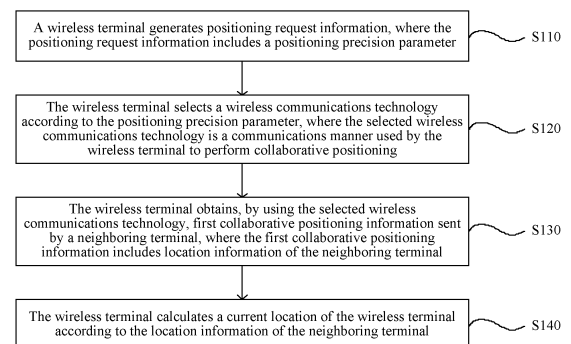 A wireless terminal generates positioning request information, where the
positioning request information includes a positioning precision parameter
S110
The wireless terminal selects a wireless communications technology
according to the positioning precision parameter, where the selected wireless
communications technology is a communications manner used by the
wireless terminal to perform collaborative positioning
S120
The wireless terminal obtains, by using the selected wireless
communications technology, first collaborative positioning information sent
by a neighboring terminal, where the first collaborative positioning
information includes location information of the neighboring terminal
S130
The wireless terminal calculates a current location of the wireless terminal
according to the location information of the neighboring terminal
S140